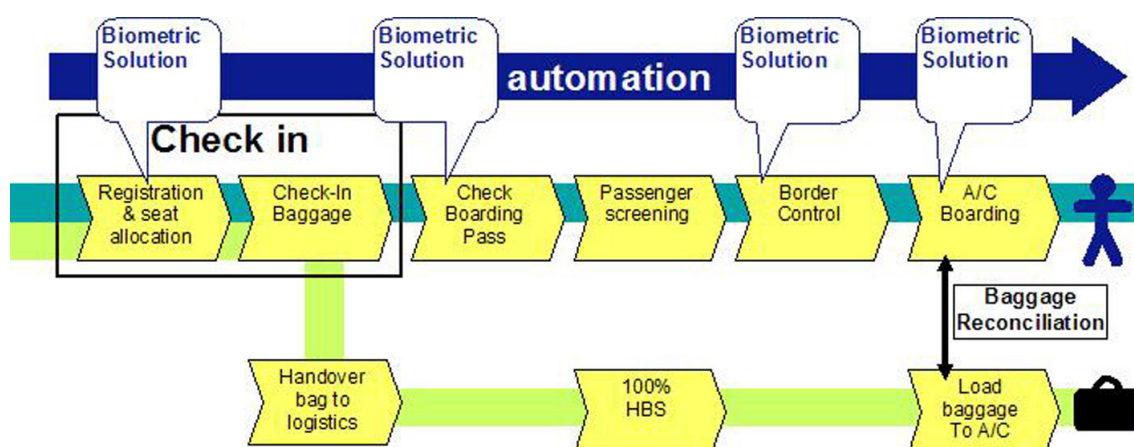 Biometric
Solution
Biometric
Solution
Biometric
Solution
Biometric
Solution
automation
Check in
Registration
& seat
allocation
Check-In
Baggage
Check
Boarding
Pass
Passenger
screening
Border
Control
A/C
Boarding
Baggage
Reconciliation
Handover
bag to
logistics
100%
HBS
Load
baggage
To A/C